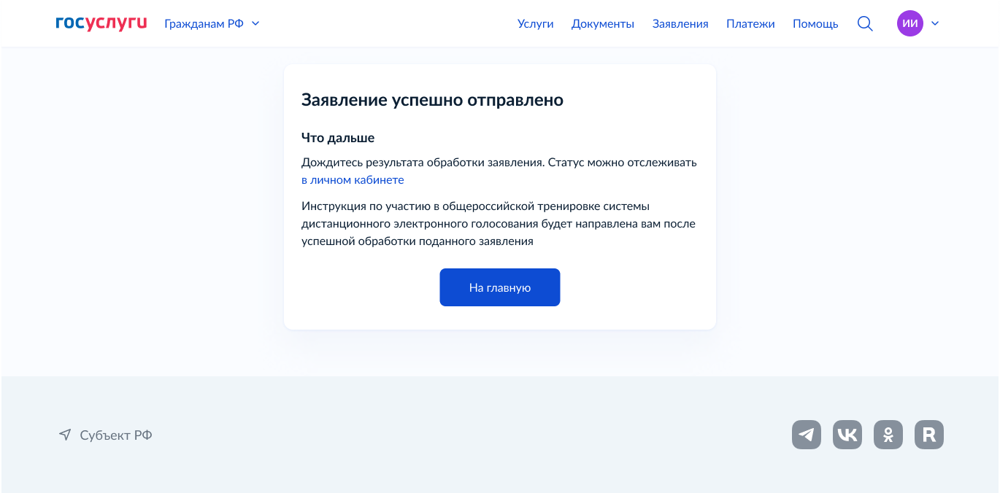 госуслуги Гражданам РФ Услуги Документы Заявления Платежи Помощь ИИ
Заявление успешно отправлено
Что дальше
Дождитесь результата обработки заявления. Статус можно отслеживать
в личном кабинете
Инструкция по участию в общероссийской тренировке системы
дистанционного электронного голосования будет направлена вам после
успешной обработки поданного заявления
На главную
Субъект РФ